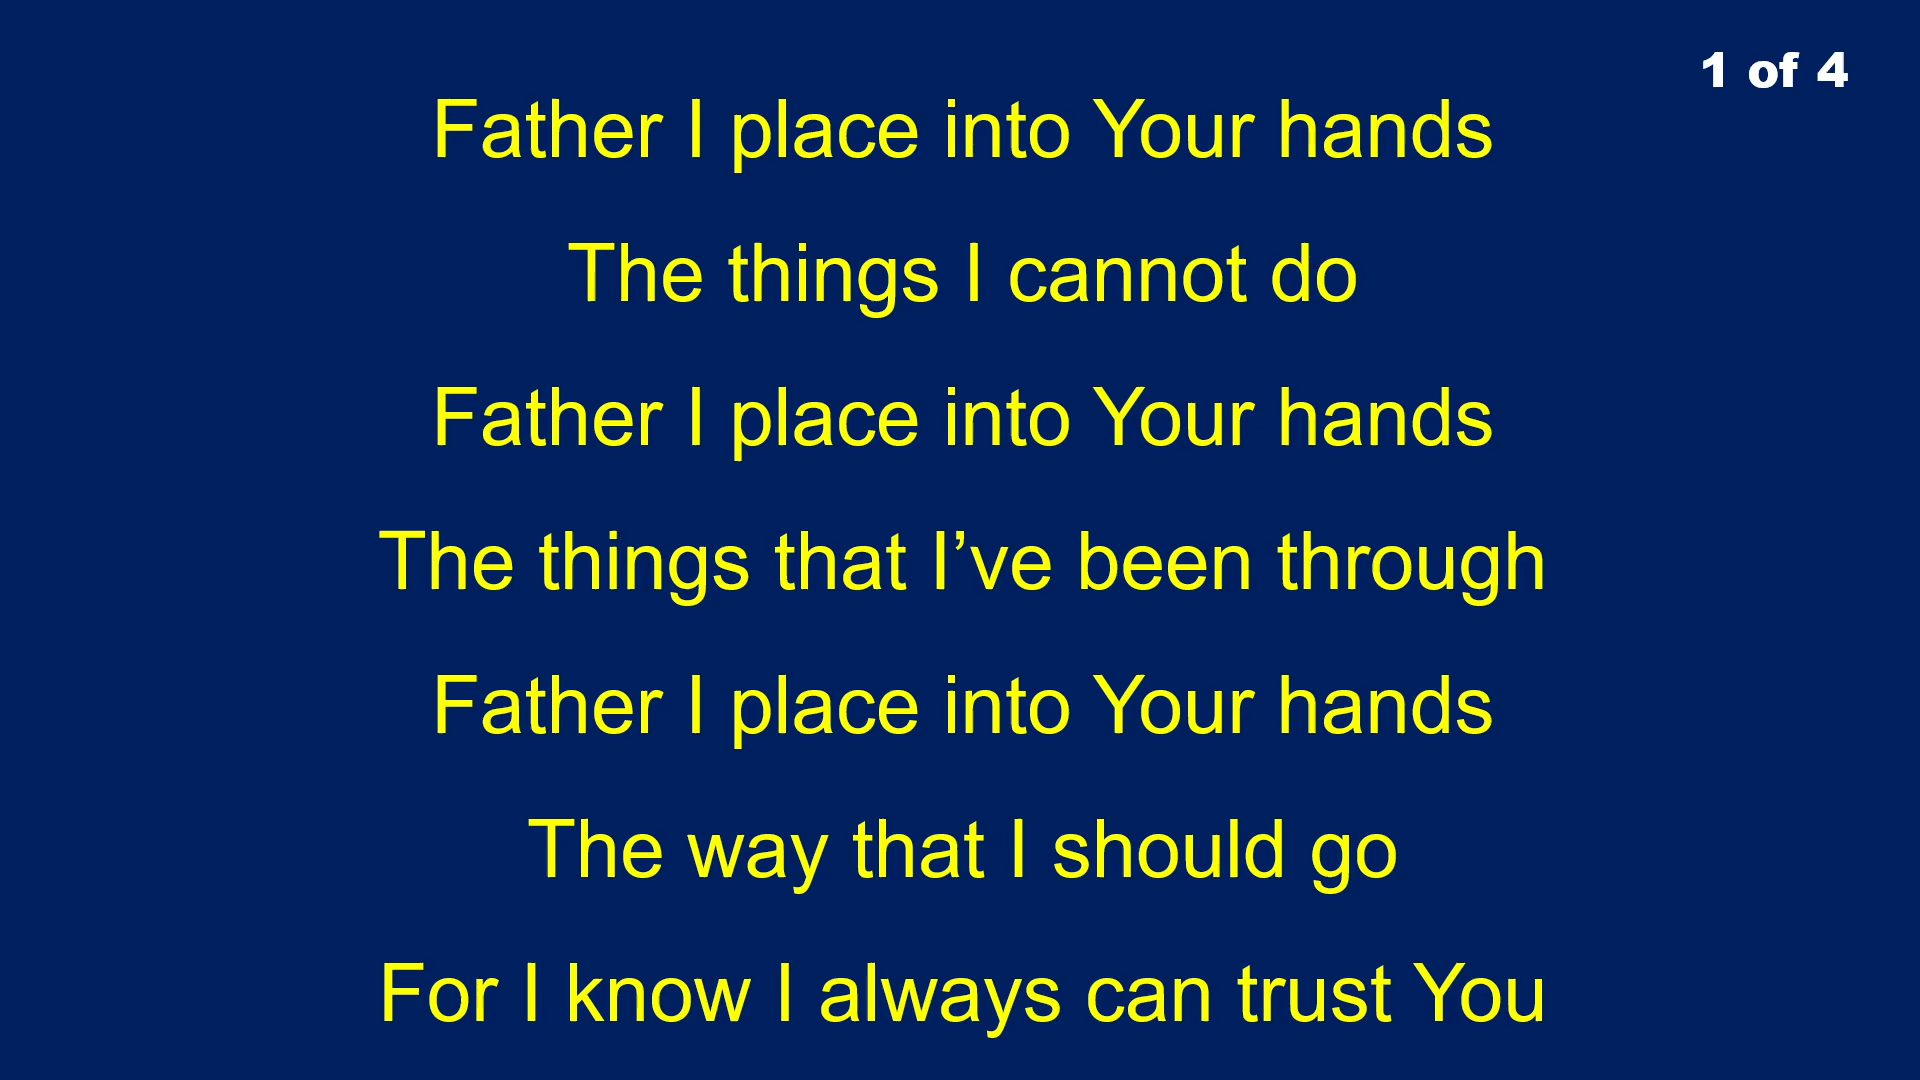 1 of 4
Father I place into Your hands
The things I cannot do
Father I place into Your hands
The things that I’ve been through
Father I place into Your hands
The way that I should go
For I know I always can trust You